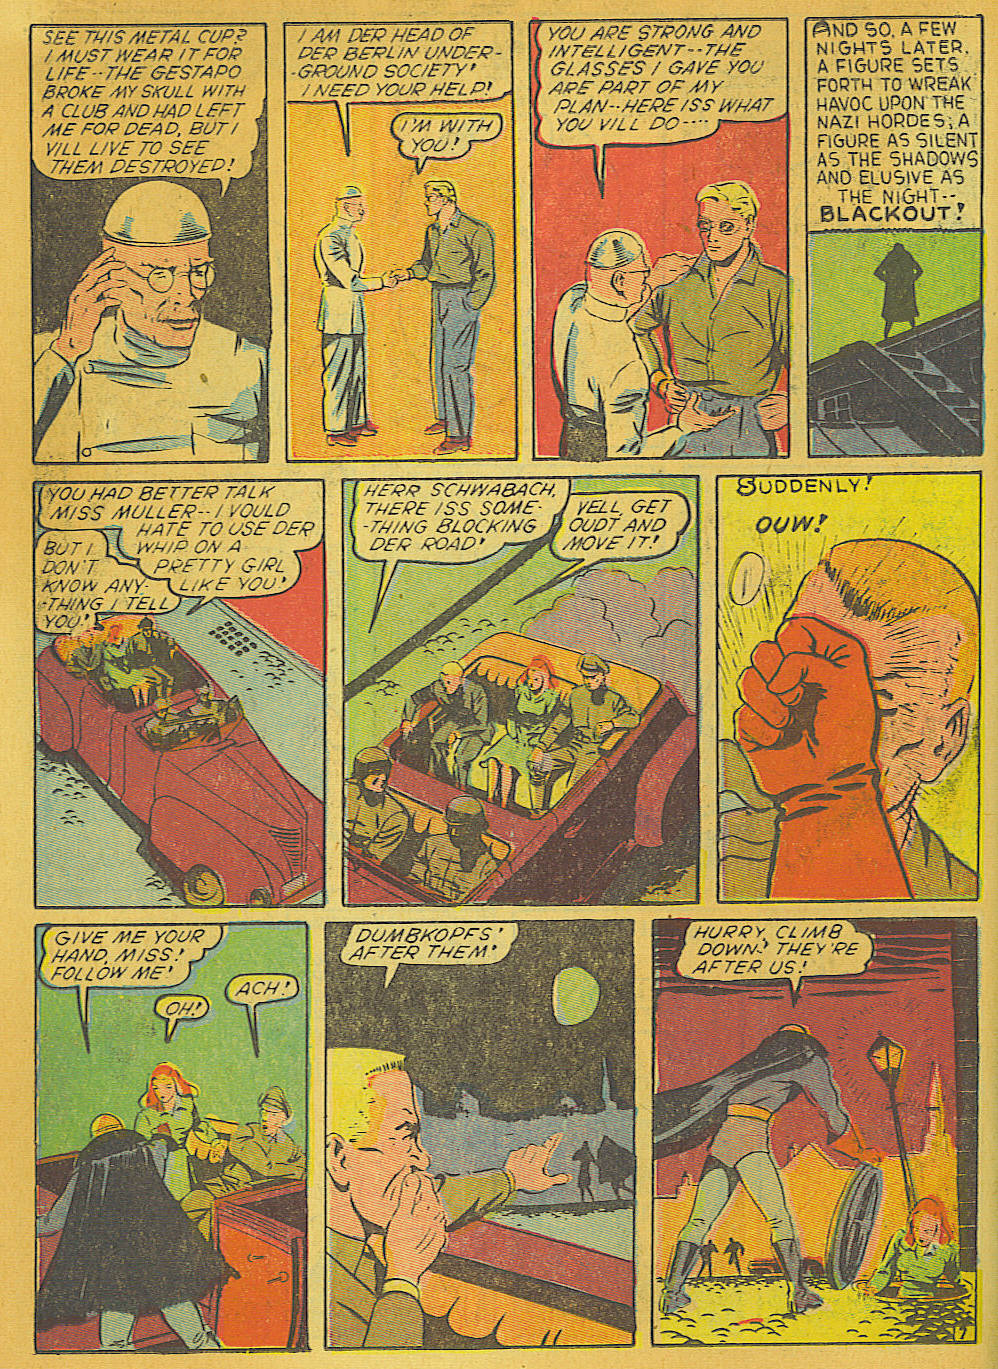 SEE THIS METAL CUP?
I MUST WEAR IT FOR
LIFE--THE GESTAPO
BROKE MY SKULL WITH
A CLUB AND HAD LEFT
ME FOR DEAD, BUT I
VILL LIVE TO SEE
THEM DESTROYED!
I AM DER HEAD OF
DER BERLIN UNDER-
-GROUND SOCIETY!
I NEED YOUR HELP!
I'M WITH
YOU!
YOU ARE STRONG AND
INTELLIGENT--THE
GLASSES I GAVE YOU
ARE PART OF MY
PLAN--HERE ISS WHAT
YOU VILL DO----
AND SO, A FEW
NIGHTS LATER,
A FIGURE SETS
FORTH TO WREAK
HAVOC UPON THE
NAZI HORDES; A
FIGURE AS SILENT
AS THE SHADOWS
AND ELUSIVE AS
THE NIGHT--
BLACKOUT!
YOU HAD BETTER TALK
MISS MULLER--I VOULD
HATE TO USE DER
WHIP ON A
PRETTY GIRL
LIKE YOU!
BUT I
DON'T
KNOW ANY-
-THING I TELL
YOU!
HERR SCHWABACH,
THERE ISS SOME-
-THING BLOCKING
DER ROAD!
VELL, GET
OUDT AND
MOVE IT!
SUDDENLY!
OUW!
GIVE ME YOUR
HAND, MISS!
FOLLOW ME!
OH!
ACH!
DUMBKOPFS!
AFTER THEM!
HURRY, CLIMB
DOWN! THEY'RE
AFTER US!
7